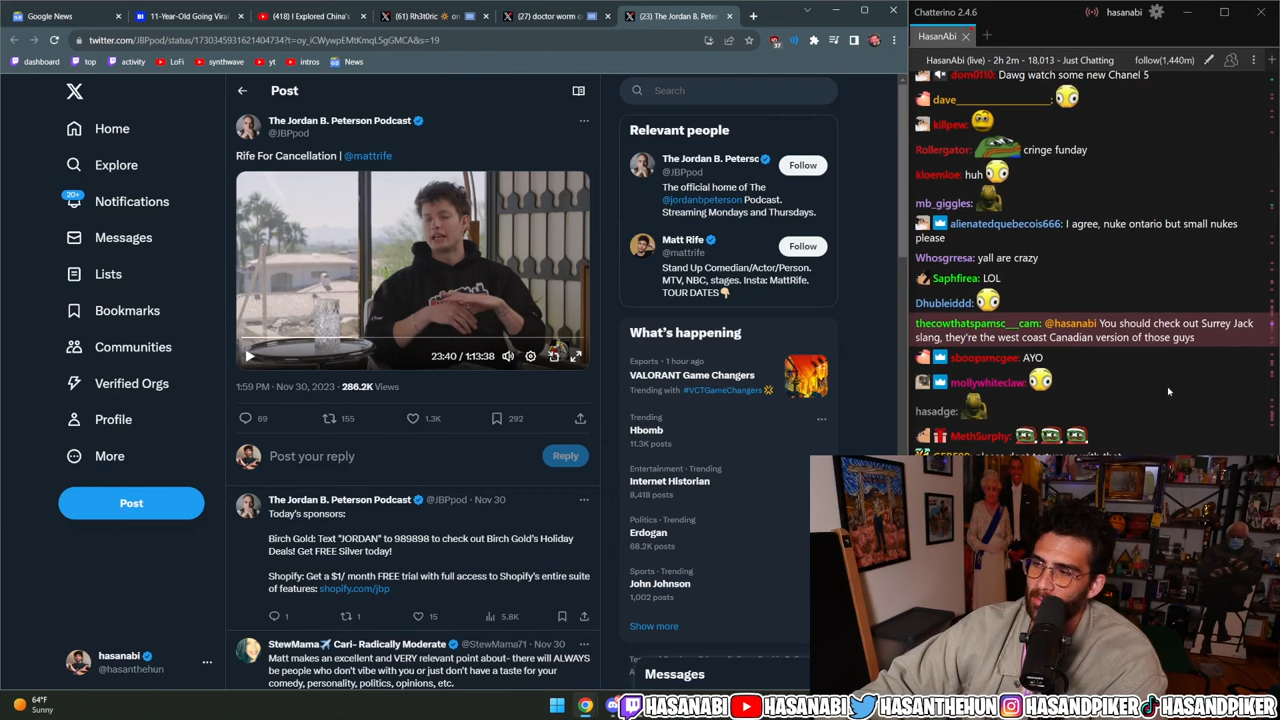 Google News
11-Year-Old Going Viral
(418) I Explored China's
(61) Rh3t0ric
on
(27) doctor worm o
(23) The Jordan B. Peter
twitter.com/JBPpod/status/1730345931621404734?t=oy_iCWywpEMtKmqL5gGMCA&s=19
37
dashboard
top
activity
LoFi
synthwave
yt
intros
News
Post
Home
Explore
20+
Notifications
Messages
Lists
Bookmarks
Communities
Verified Orgs
Profile
More
Post
hasanabi
@hasanthehun
The Jordan B. Peterson Podcast
@JBPpod
Rife For Cancellation | @mattrife
23:40 / 1:13:38
1:59 PM · Nov 30, 2023 · 286.2K Views
69
155
1.3K
292
Post your reply
Reply
The Jordan B. Peterson Podcast @JBPpod · Nov 30
Today's sponsors:
Birch Gold: Text "JORDAN" to 989898 to check out Birch Gold's Holiday
Deals! Get FREE Silver today!
Shopify: Get a $1/ month FREE trial with full access to Shopify's entire suite
of features: shopify.com/jbp
1
1
15
5.8K
StewMama✈️ Cari- Radically Moderate @StewMama71 · Nov 30
Matt makes an excellent and VERY relevant point about- there will ALWAYS
be people who don't vibe with you or just don't have a taste for your
comedy, personality, politics, opinions, etc.
Search
Relevant people
The Jordan B. Peterso
@JBPpod
Follow
The official home of The
@jordanbpeterson Podcast.
Streaming Mondays and Thursdays.
Matt Rife
@mattrife
Follow
Stand Up Comedian/Actor/Person.
MTV, NBC, stages. Insta: MattRife.
TOUR DATES👇🏼
What's happening
Esports · 1 hour ago
VALORANT Game Changers
Trending with #VCTGameChangers
Trending
Hbomb
11.3K posts
Entertainment · Trending
Internet Historian
8,418 posts
Politics · Trending
Erdogan
68.2K posts
Sports · Trending
John Johnson
1,002 posts
Show more
Messages
Chatterino 2.4.6
hasanabi
HasanAbi
HasanAbi (live) - 2h 2m - 18,013 - Just Chatting
follow(1,440m)
dom0110: Dawg watch some new Chanel 5
killpew:
Rollergator: cringe funday
kloemloe: huh
mb_giggles:
alienatedquebecois666: I agree, nuke ontario but small nukes
please
Whosgrresa: yall are crazy
Saphfirea: LOL
Dhubleiddd:
thecowthatspamsc___cam: @hasanabi You should check out Surrey Jack
slang, they're the west coast Canadian version of those guys
sboopsmcgee: AYO
mollywhiteclaw:
hasadge:
MethSurphy:
64°F
Sunny
HASANABI
HASANABI
HASANTHEHUN
HASANDPIKER
HASANDPIKER